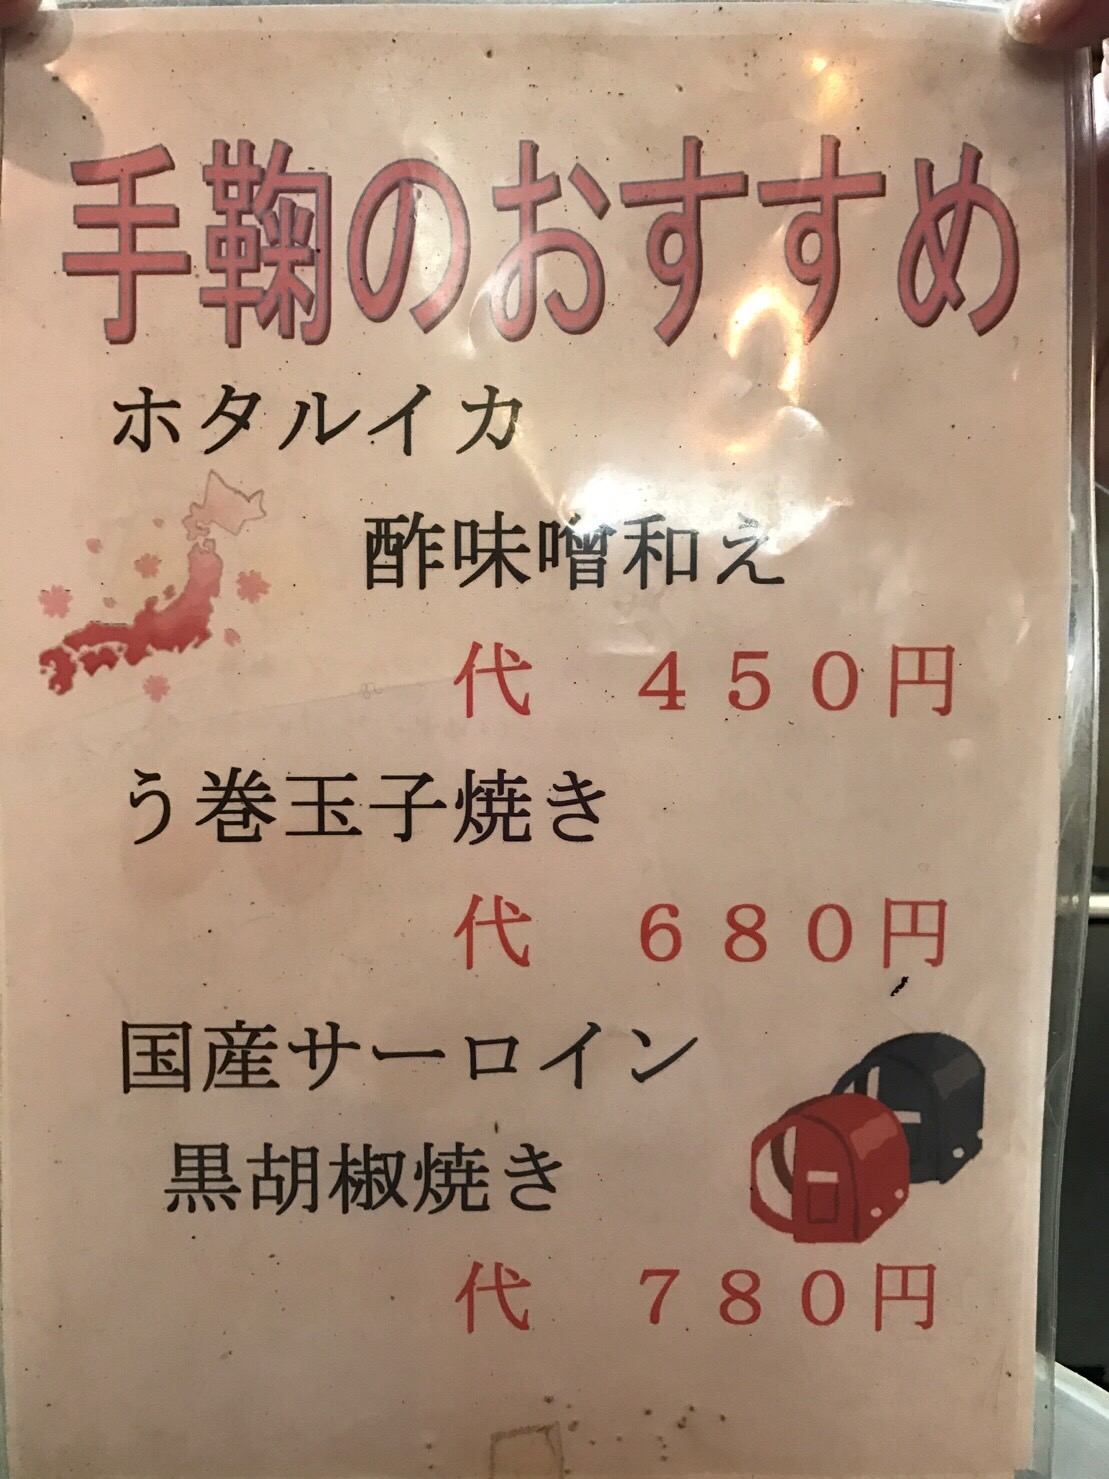 手鞠のおすすめ
ホタルイカ
酢味噌和え
代　４５０円
う巻玉子焼き
代　６８０円
国産サーロイン
黒胡椒焼き
代　７８０円